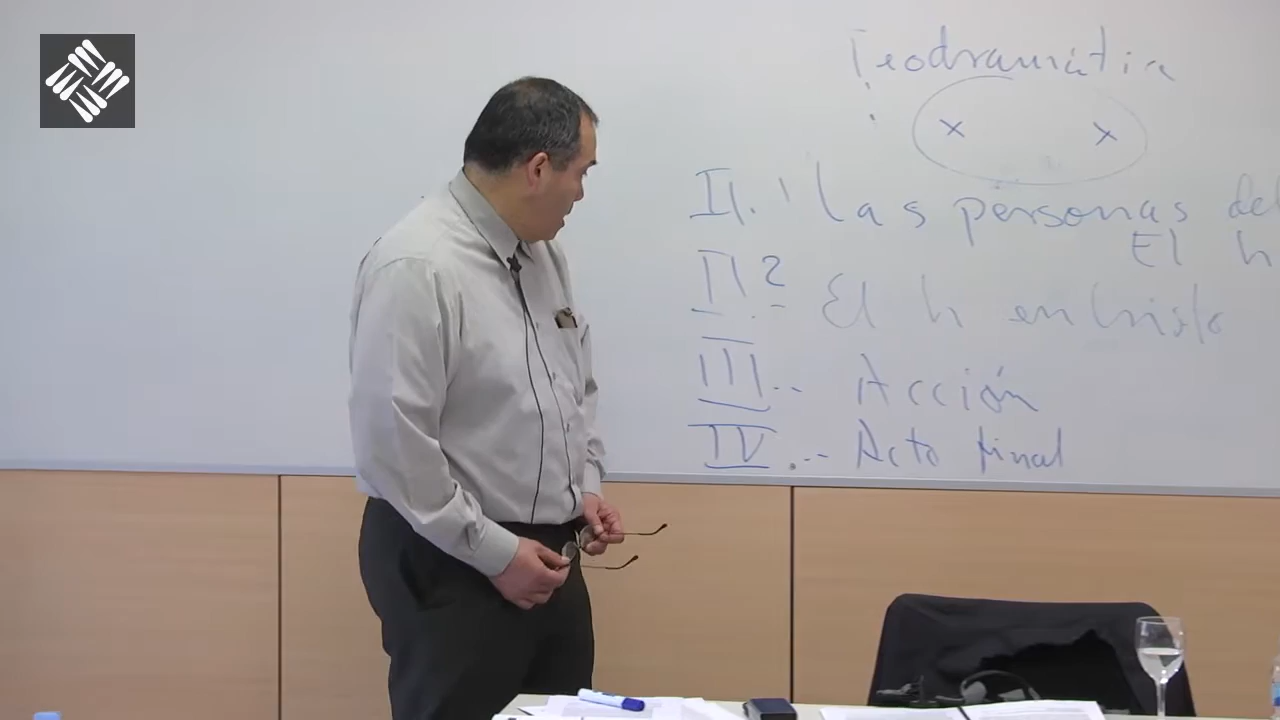 Teodramática
x x
II.1 las personas del
El h
II.2 El h en Cristo
III.- Acción
IV.- Acto final